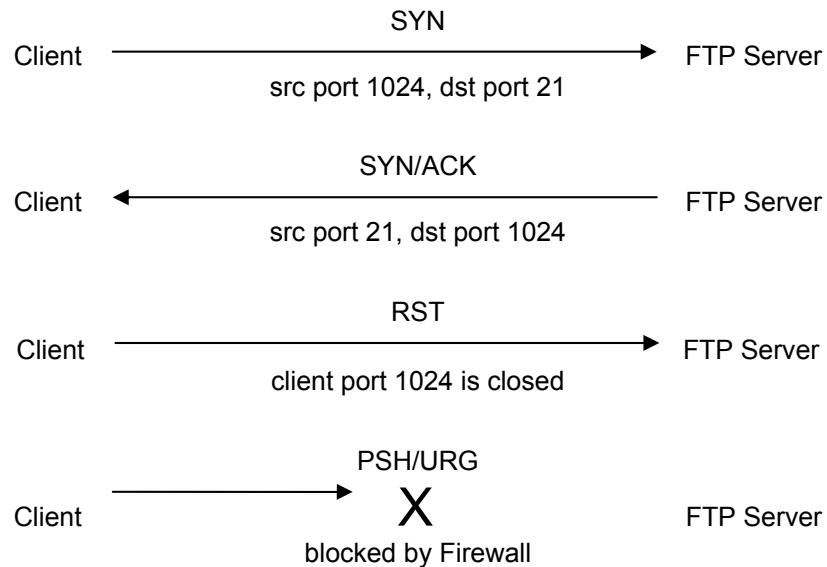 SYN
Client FTP Server
src port 1024, dst port 21
SYN/ACK
Client FTP Server
src port 21, dst port 1024
RST
Client FTP Server
client port 1024 is closed
PSH/URG
X
Client FTP Server
blocked by Firewall